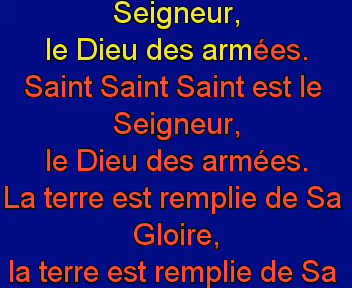 Seigneur,
le Dieu des armées.
Saint Saint Saint est le
Seigneur,
le Dieu des armées.
La terre est remplie de Sa
Gloire,
la terre est remplie de Sa